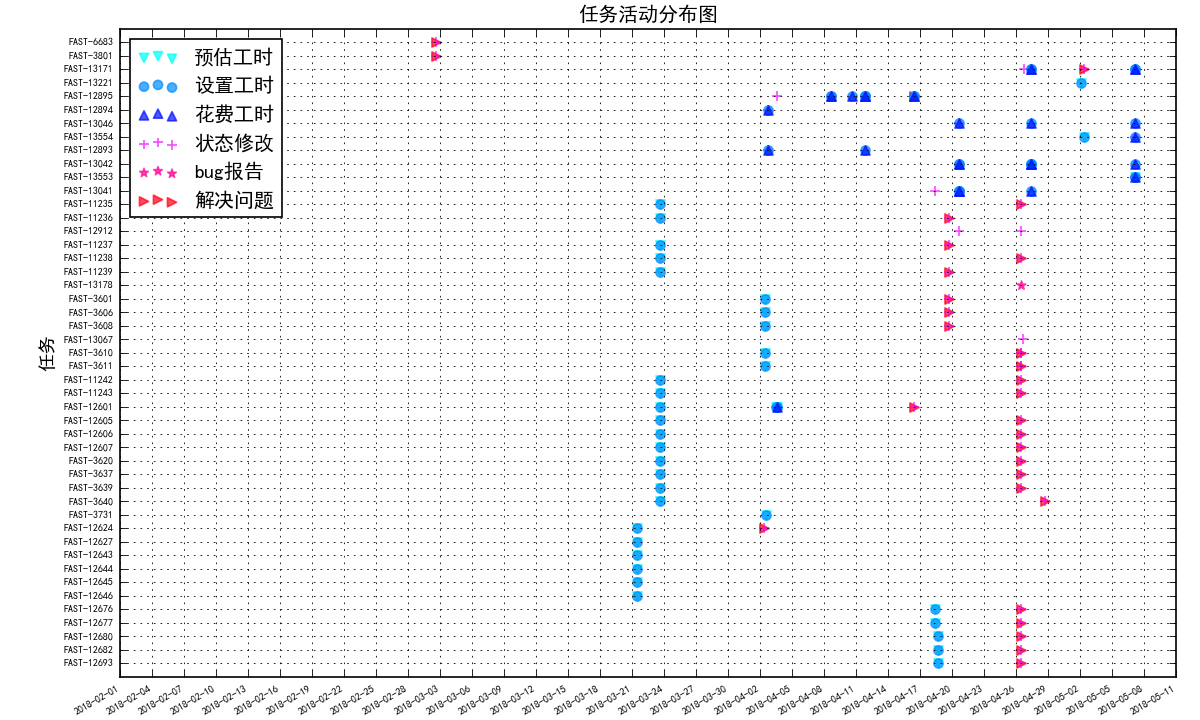 任务活动分布图
预估工时
设置工时
花费工时
状态修改
bug报告
解决问题
任务
FAST-6683
FAST-3801
FAST-13171
FAST-13221
FAST-12895
FAST-12894
FAST-13046
FAST-13554
FAST-12893
FAST-13042
FAST-13553
FAST-13041
FAST-11235
FAST-11236
FAST-12912
FAST-11237
FAST-11238
FAST-11239
FAST-13178
FAST-3601
FAST-3606
FAST-3608
FAST-13067
FAST-3610
FAST-3611
FAST-11242
FAST-11243
FAST-12601
FAST-12605
FAST-12606
FAST-12607
FAST-3620
FAST-3637
FAST-3639
FAST-3640
FAST-3731
FAST-12624
FAST-12627
FAST-12643
FAST-12644
FAST-12645
FAST-12646
FAST-12676
FAST-12677
FAST-12680
FAST-12682
FAST-12693
2018-02-01
2018-02-04
2018-02-07
2018-02-10
2018-02-13
2018-02-16
2018-02-19
2018-02-22
2018-02-25
2018-02-28
2018-03-03
2018-03-06
2018-03-09
2018-03-12
2018-03-15
2018-03-18
2018-03-21
2018-03-24
2018-03-27
2018-03-30
2018-04-02
2018-04-05
2018-04-08
2018-04-11
2018-04-14
2018-04-17
2018-04-20
2018-04-23
2018-04-26
2018-04-29
2018-05-02
2018-05-05
2018-05-08
2018-05-11